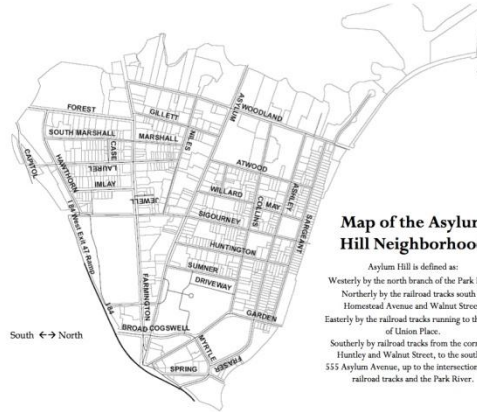 ASYLUM
WOODLAND
FOREST
GILLETT
SOUTH MARSHALL
MARSHALL
NILES
CASE
LAUREL
CAPITOL
HAWTHORN
IMLAY
JEWELL
ATWOOD
WILLARD
MAY
COLLINS
ASHLEY
SIGOURNEY
SARGEANT
HUNTINGTON
SUMNER
DRIVEWAY
GARDEN
184 West Exit 47 Ramp
FARMINGTON
184
BROAD
COGSWELL
MYRTLE
FRASER
SPRING
South ↔ North
Map of the Asylum
Hill Neighborhoo
Asylum Hill is defined as:
Westerly by the north branch of the Park
Northerly by the railroad tracks south
Homestead Avenue and Walnut Stree
Easterly by the railroad tracks running to th
of Union Place.
Southerly by railroad tracks from the corn
Huntley and Walnut Street, to the south
555 Asylum Avenue, up to the intersection
railroad tracks and the Park River.